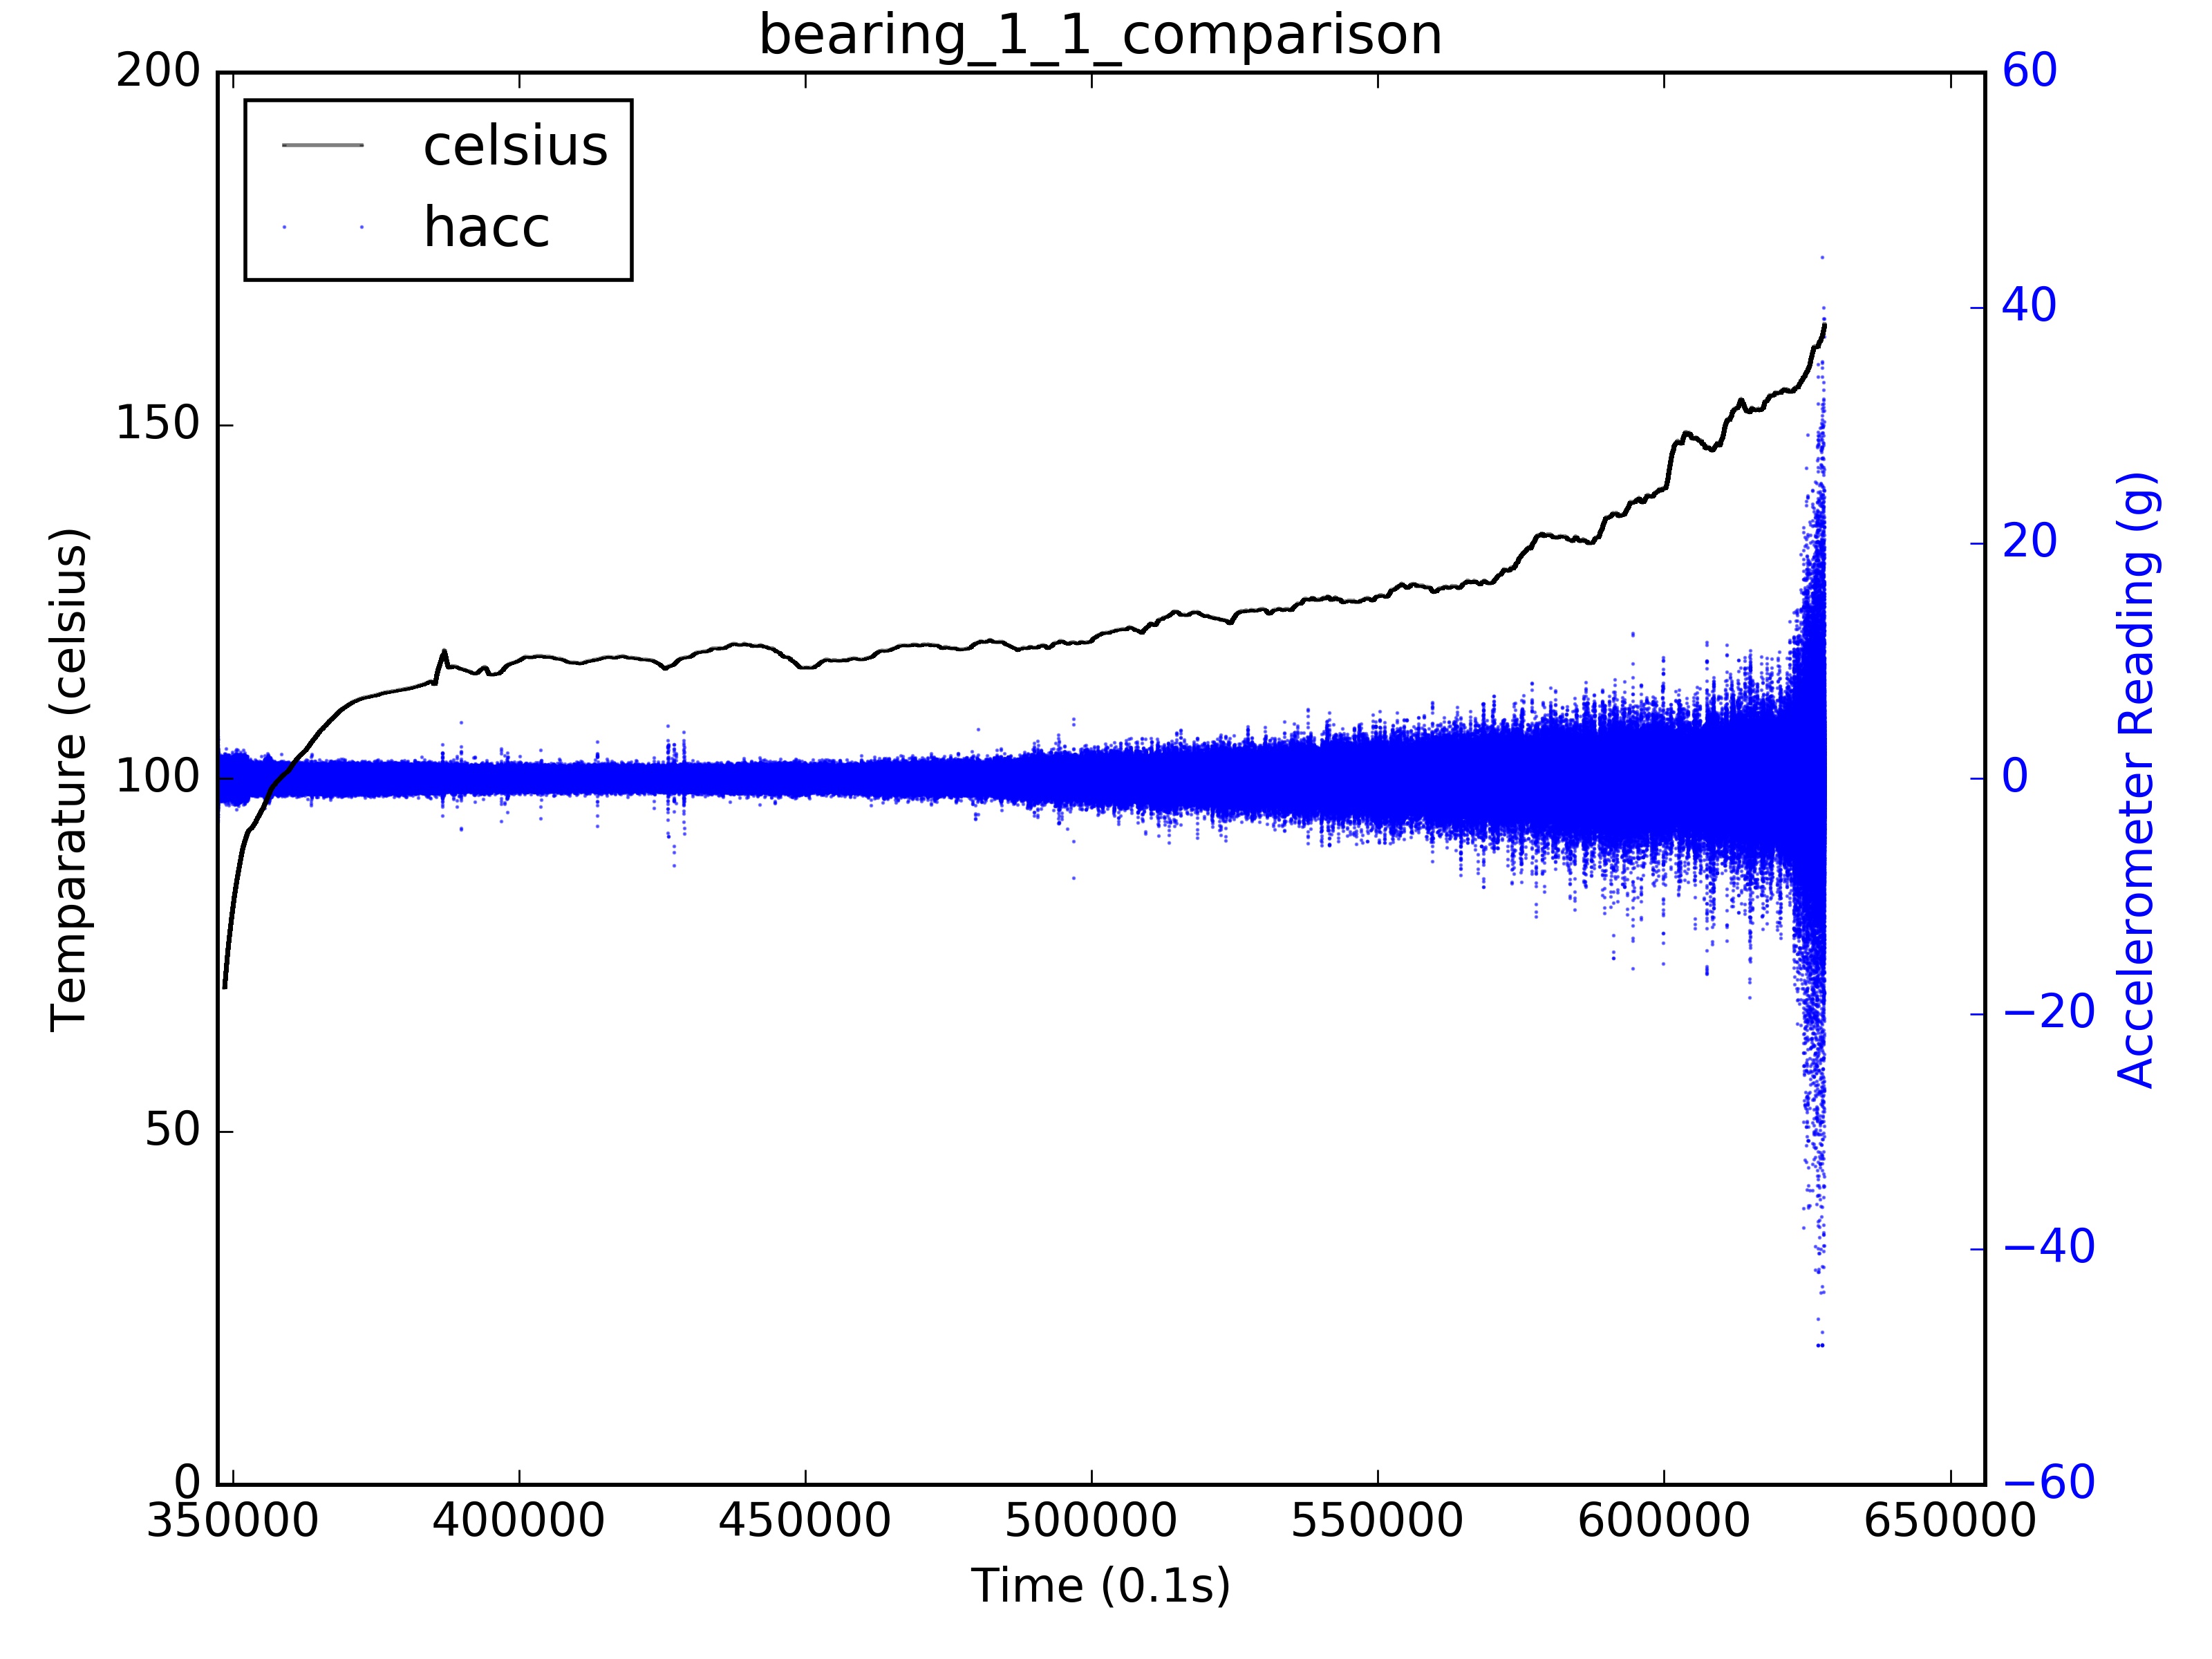 bearing_1_1_comparison
celsius
hacc
200
150
100
50
0
Temparature (celsius)
60
40
20
0
−20
−40
−60
Accelerometer Reading (g)
350000 400000 450000 500000 550000 600000 650000
Time (0.1s)